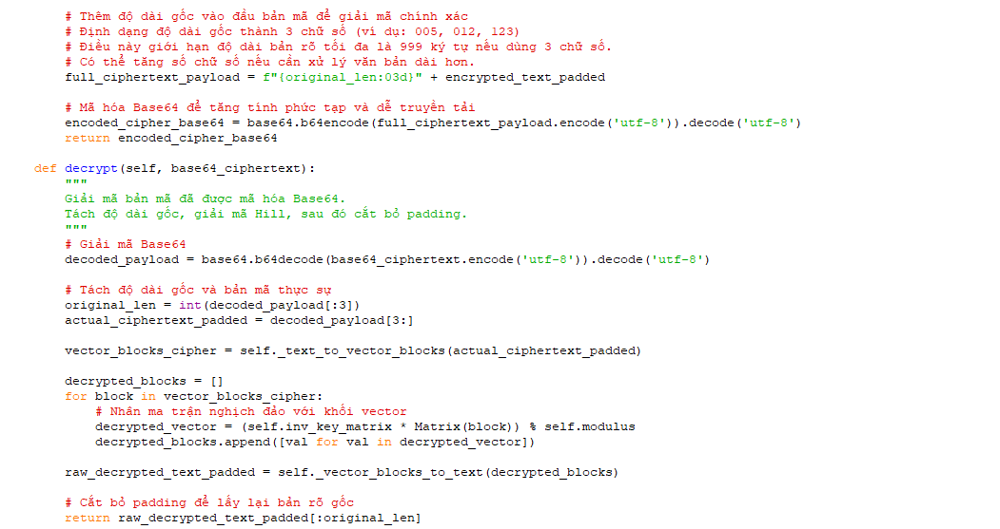 # Thêm độ dài gốc vào đầu bản mã để giải mã chính xác
# Định dạng độ dài gốc thành 3 chữ số (ví dụ: 005, 012, 123)
# Điều này giới hạn độ dài bản rõ tối đa là 999 ký tự nếu dùng 3 chữ số.
# Có thể tăng số chữ số nếu cần xử lý văn bản dài hơn.
full_ciphertext_payload = f"{original_len:03d}" + encrypted_text_padded
# Mã hóa Base64 để tăng tính phức tạp và dễ truyền tải
encoded_cipher_base64 = base64.b64encode(full_ciphertext_payload.encode('utf-8')).decode('utf-8')
return encoded_cipher_base64
def decrypt(self, base64_ciphertext):
"""
Giải mã bản mã đã được mã hóa Base64.
Tách độ dài gốc, giải mã Hill, sau đó cắt bỏ padding.
"""
# Giải mã Base64
decoded_payload = base64.b64decode(base64_ciphertext.encode('utf-8')).decode('utf-8')
# Tách độ dài gốc và bản mã thực sự
original_len = int(decoded_payload[:3])
actual_ciphertext_padded = decoded_payload[3:]
vector_blocks_cipher = self._text_to_vector_blocks(actual_ciphertext_padded)
decrypted_blocks = []
for block in vector_blocks_cipher:
# Nhân ma trận nghịch đảo với khối vector
decrypted_vector = (self.inv_key_matrix * Matrix(block)) % self.modulus
decrypted_blocks.append([val for val in decrypted_vector])
raw_decrypted_text_padded = self._vector_blocks_to_text(decrypted_blocks)
# Cắt bỏ padding để lấy lại bản rõ gốc
return raw_decrypted_text_padded[:original_len]